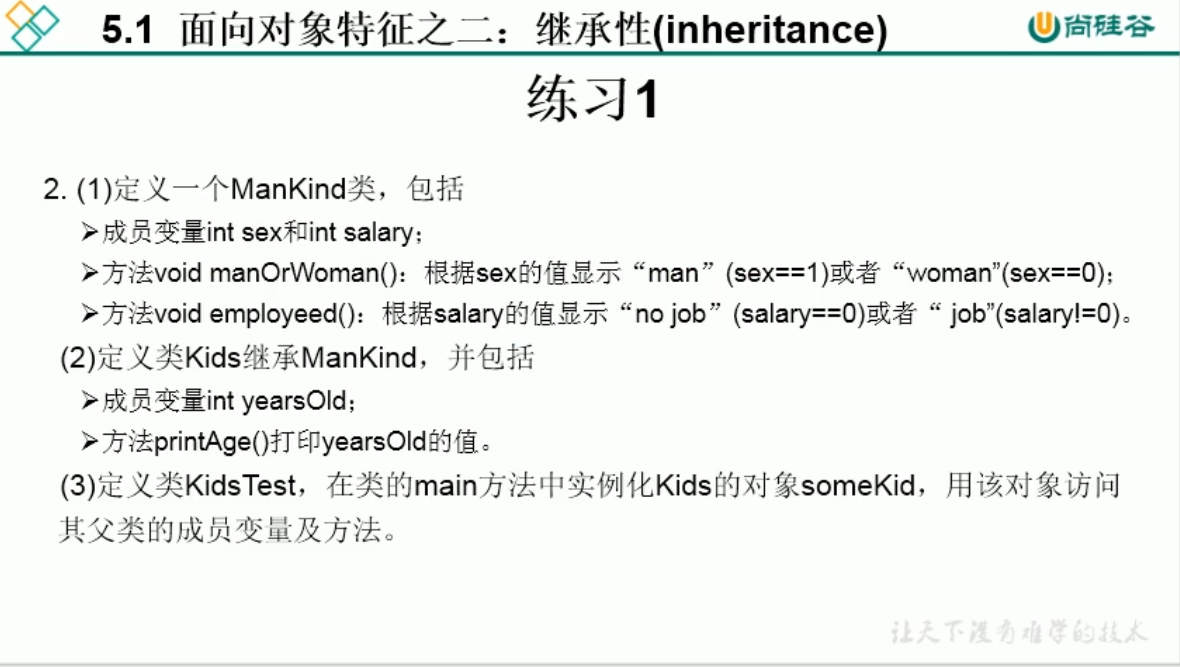 5.1 面向对象特征之二：继承性(inheritance)
尚硅谷
练习1
2. (1)定义一个ManKind类，包括
➢成员变量int sex和int salary；
➢方法void manOrWoman()：根据sex的值显示“man”(sex==1)或者“woman”(sex==0)；
➢方法void employeed()：根据salary的值显示“no job”(salary==0)或者“ job”(salary!=0)。
(2)定义类Kids继承ManKind，并包括
➢成员变量int yearsOld；
➢方法printAge()打印yearsOld的值。
(3)定义类KidsTest，在类的main方法中实例化Kids的对象someKid，用该对象访问
其父类的成员变量及方法。
让天下没有难学的技术